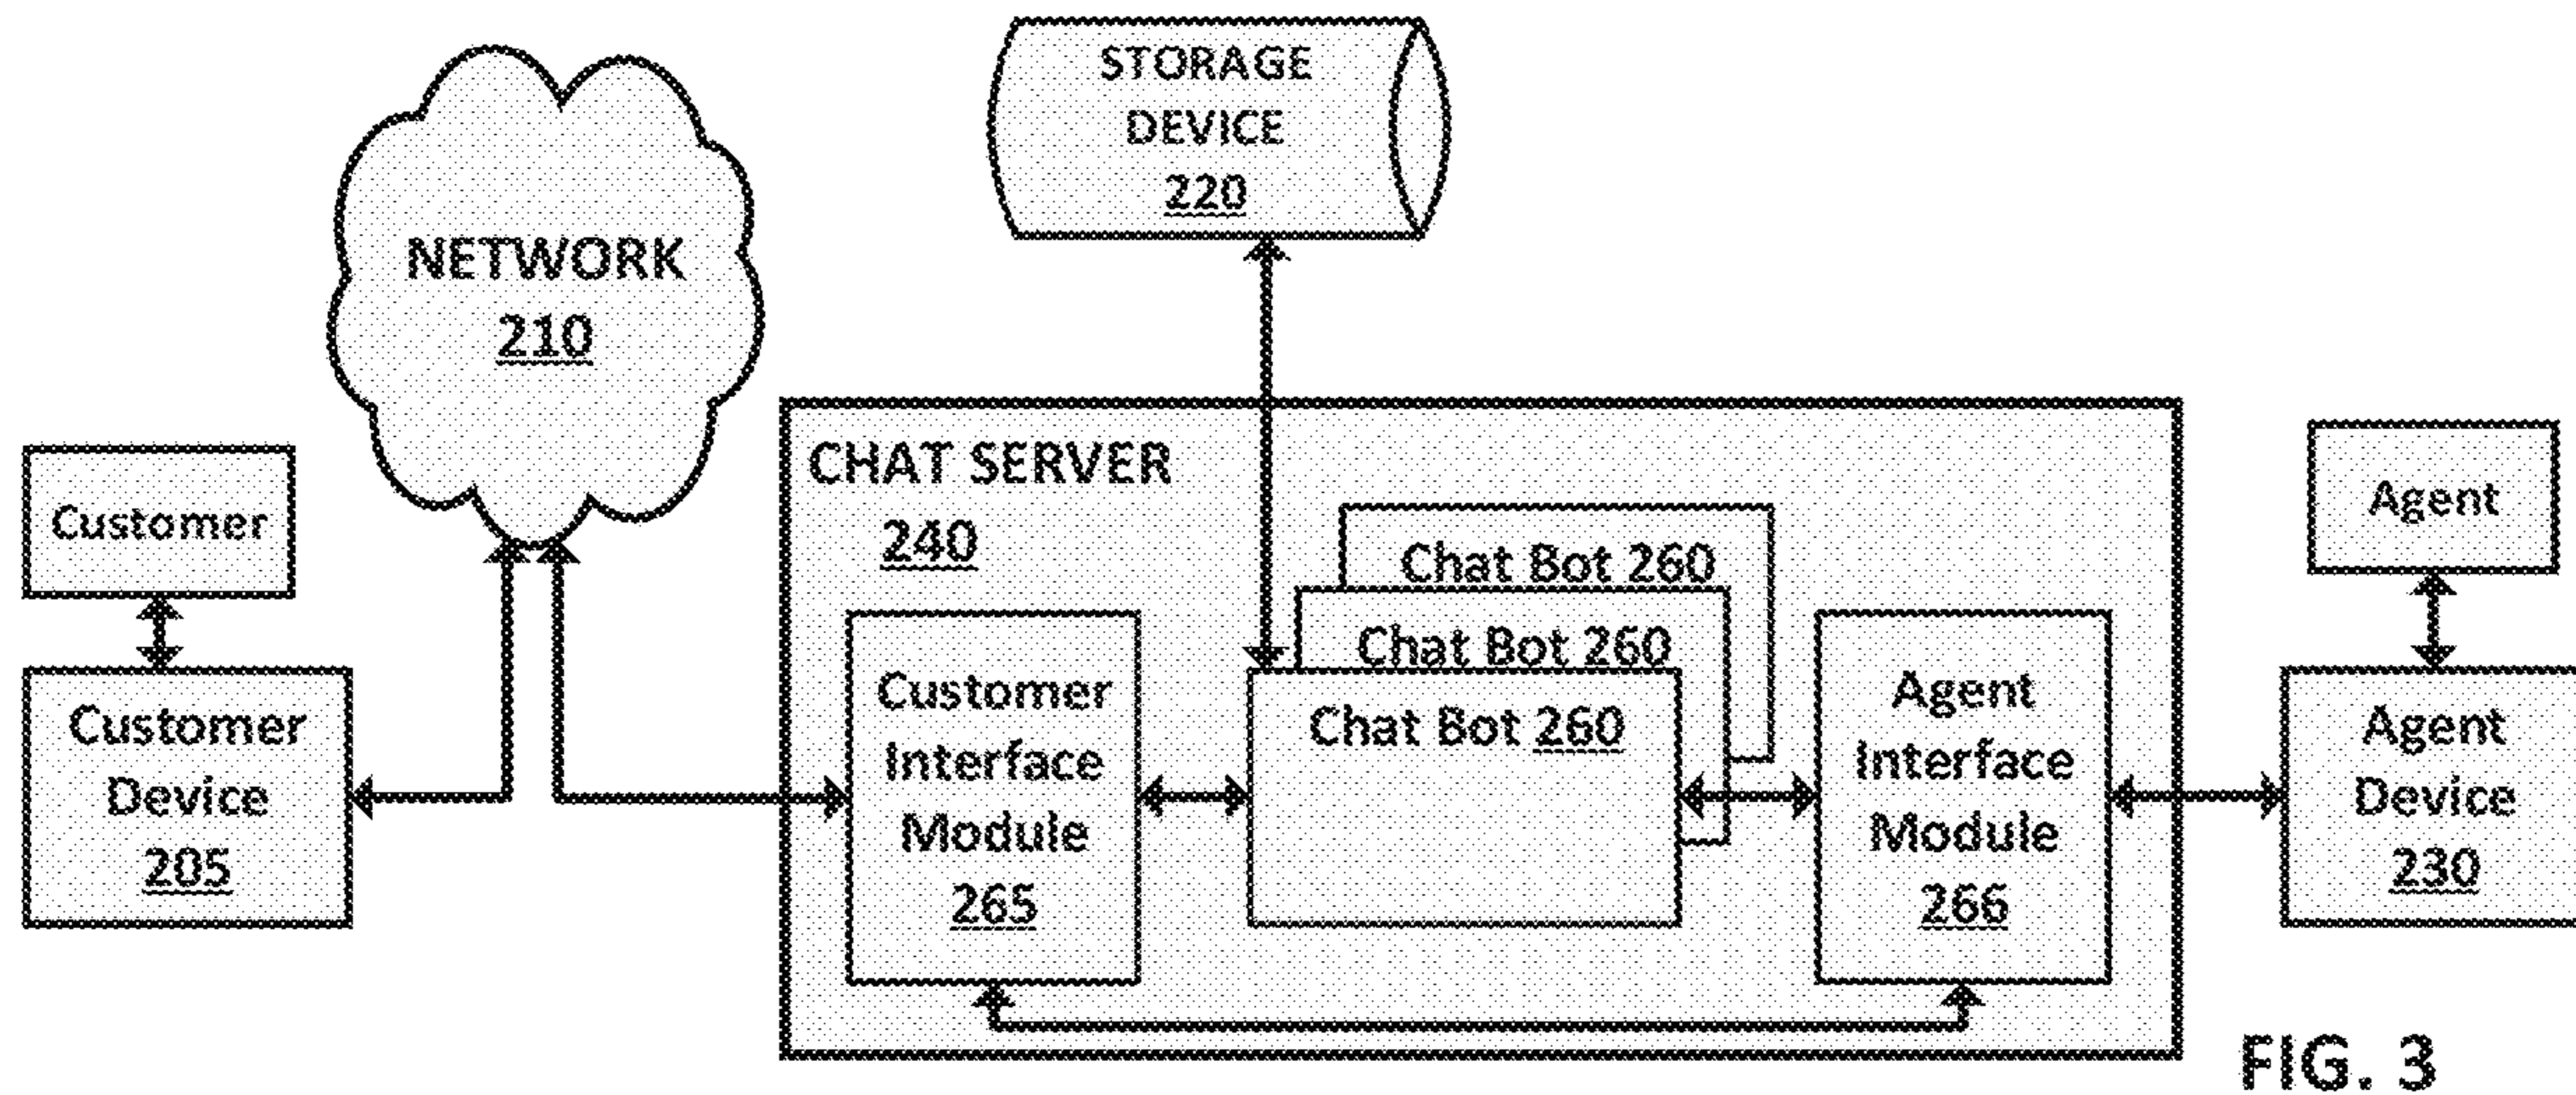 STORAGE
DEVICE
220
NETWORK
210
CHAT SERVER
240
Customer
Customer
Device
205
Customer
Interface
Module
265
Chat Bot 260
Chat Bot 260
Chat Bot 260
Agent
Interface
Module
266
Agent
Agent
Device
230
FIG. 3